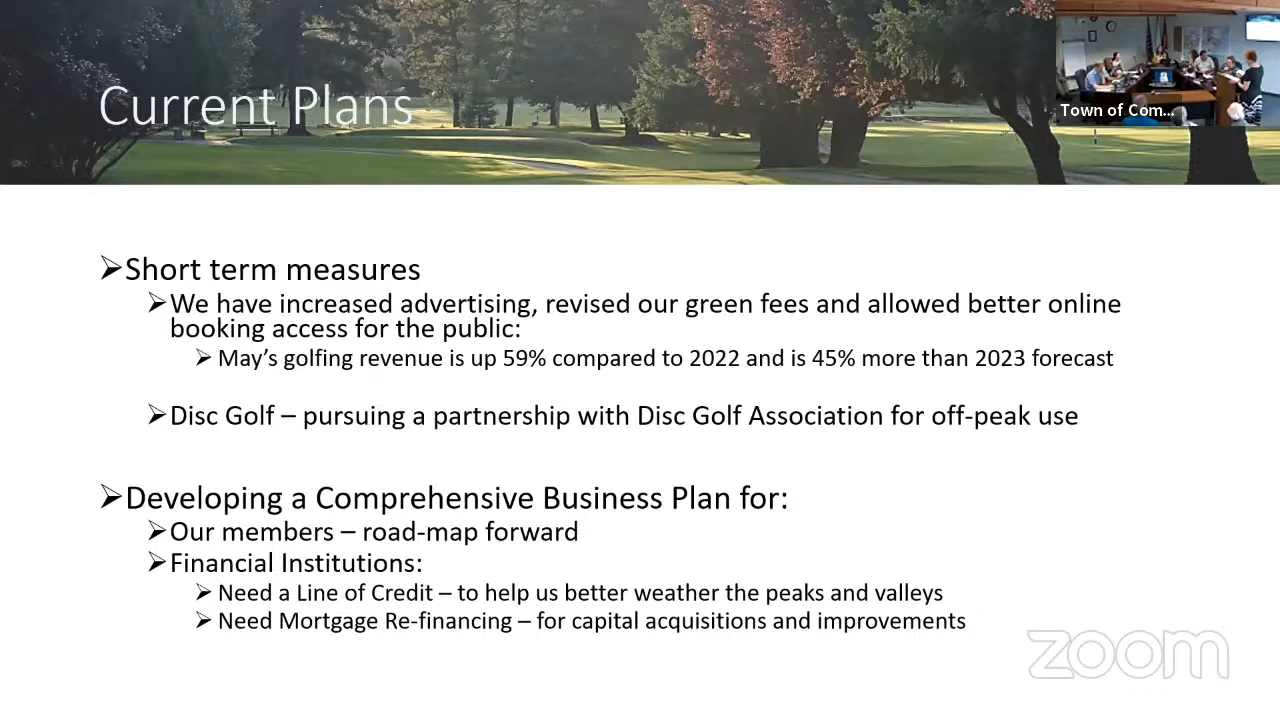 Current Plans
Town of Com...
➢Short term measures
➢We have increased advertising, revised our green fees and allowed better online
booking access for the public:
➢May’s golfing revenue is up 59% compared to 2022 and is 45% more than 2023 forecast
➢Disc Golf – pursuing a partnership with Disc Golf Association for off-peak use
➢Developing a Comprehensive Business Plan for:
➢Our members – road-map forward
➢Financial Institutions:
➢Need a Line of Credit – to help us better weather the peaks and valleys
➢Need Mortgage Re-financing – for capital acquisitions and improvements
zoom